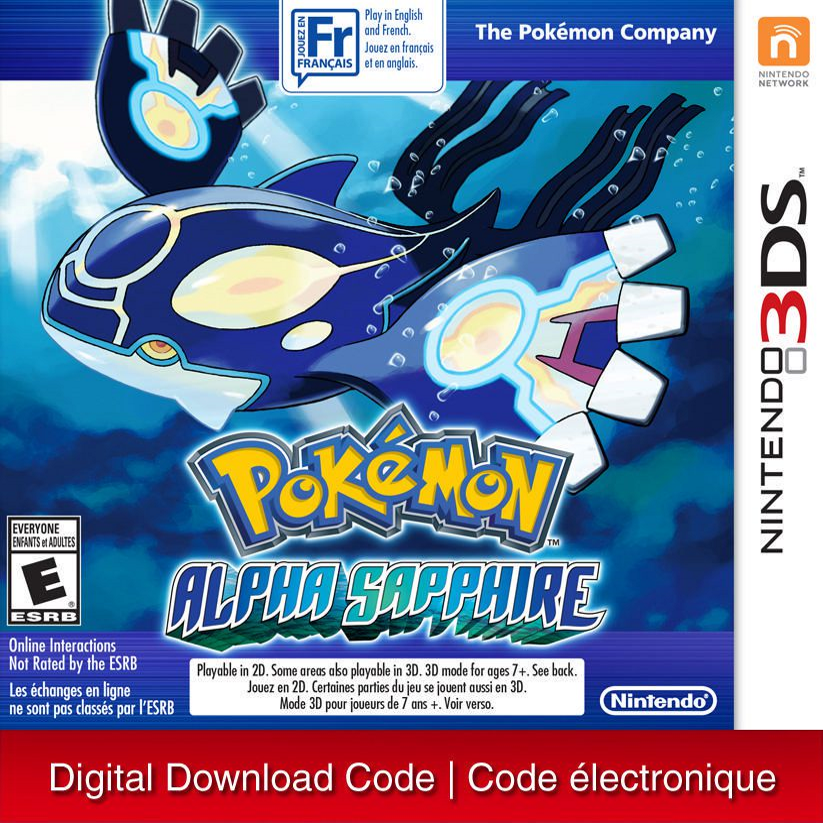 JOUEZ EN
Fr
FRANÇAIS
Play in English
and French.
Jouez en français
et en anglais.
The Pokémon Company
NINTENDO
NETWORK
NINTENDO3DS™
POKéMON™
ALPHA SAPPHIRE
EVERYONE
ENFANTS et ADULTES
E
®
ESRB
Online Interactions
Not Rated by the ESRB
Les échanges en ligne
ne sont pas classés par l'ESRB
Playable in 2D. Some areas also playable in 3D. 3D mode for ages 7+. See back.
Jouez en 2D. Certaines parties du jeu se jouent aussi en 3D.
Mode 3D pour joueurs de 7 ans +. Voir verso.
Nintendo®
Digital Download Code | Code électronique